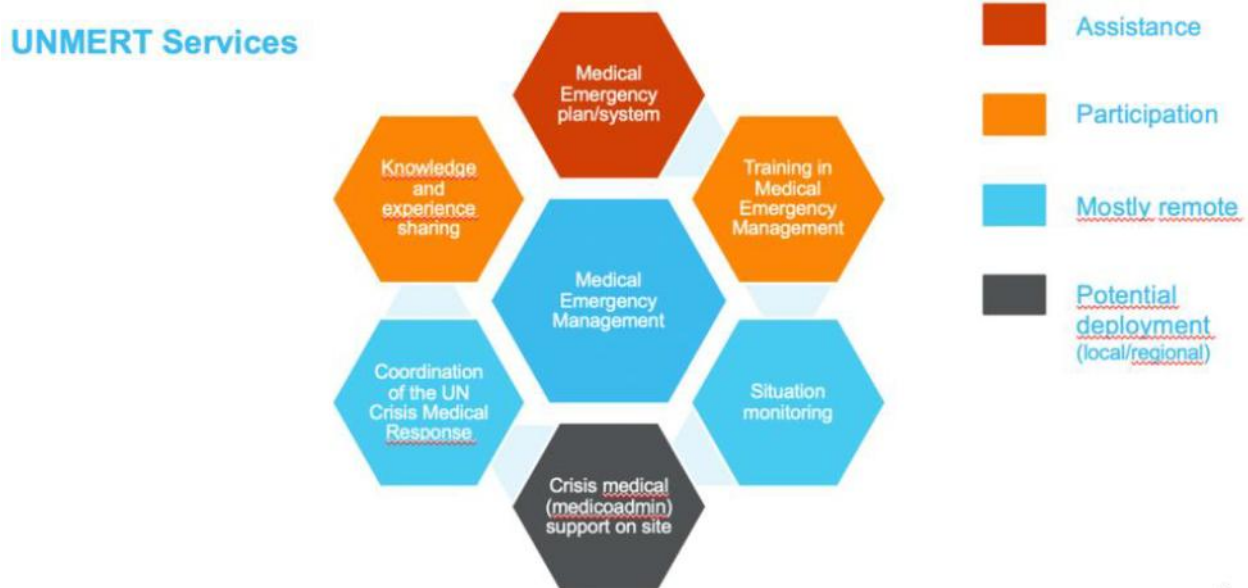 UNMERT Services
Medical
Emergency
plan/system
Knowledge
and
experience
sharing
Training in
Medical
Emergency
Management
Medical
Emergency
Management
Coordination
of the UN
Crisis Medical
Response
Situation
monitoring
Crisis medical
(medicoadmin)
support on site
Assistance
Participation
Mostly remote
Potential
deployment
(local/regional)